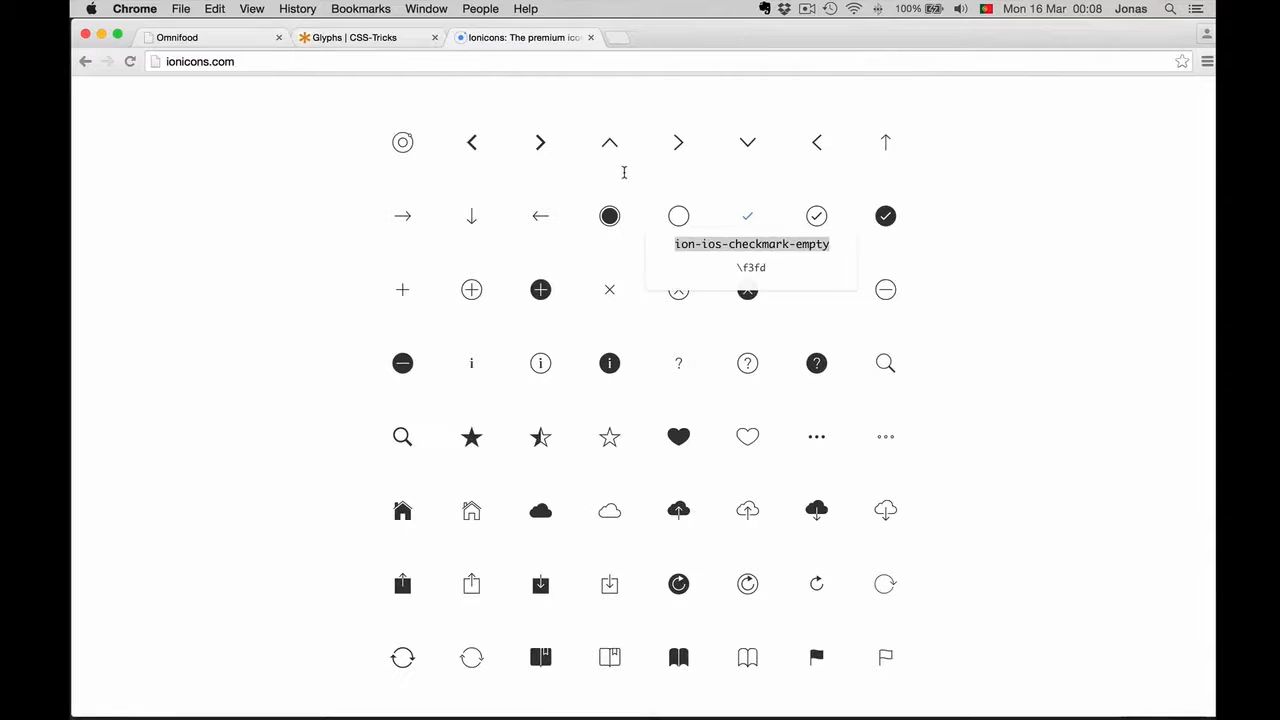 Chrome File Edit View History Bookmarks Window People Help 100% Mon 16 Mar 00:08 Jonas
Omnifood Glyphs | CSS-Tricks Ionicons: The premium ico
ionicons.com
ion-ios-checkmark-empty
\f3fd